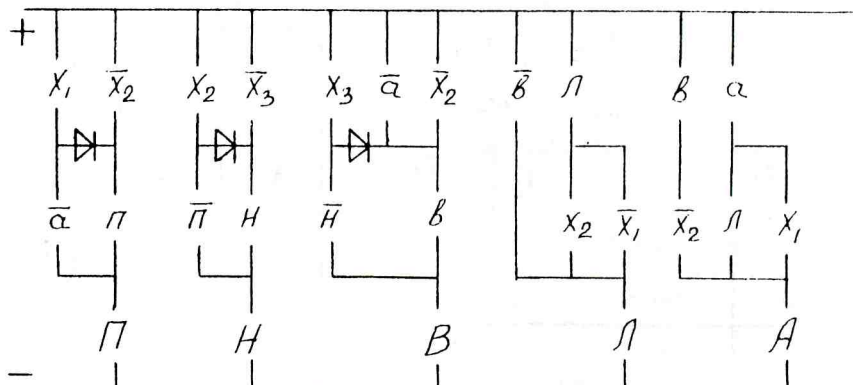 +
X₁ X̅₂ X₂ X̅₃ X₃ a̅ X̅₂ в̅ Л в a
a̅ п п̅ н н̅ в X₂ X̅₁ X̅₂ Л X₁
П Н В Л А
−